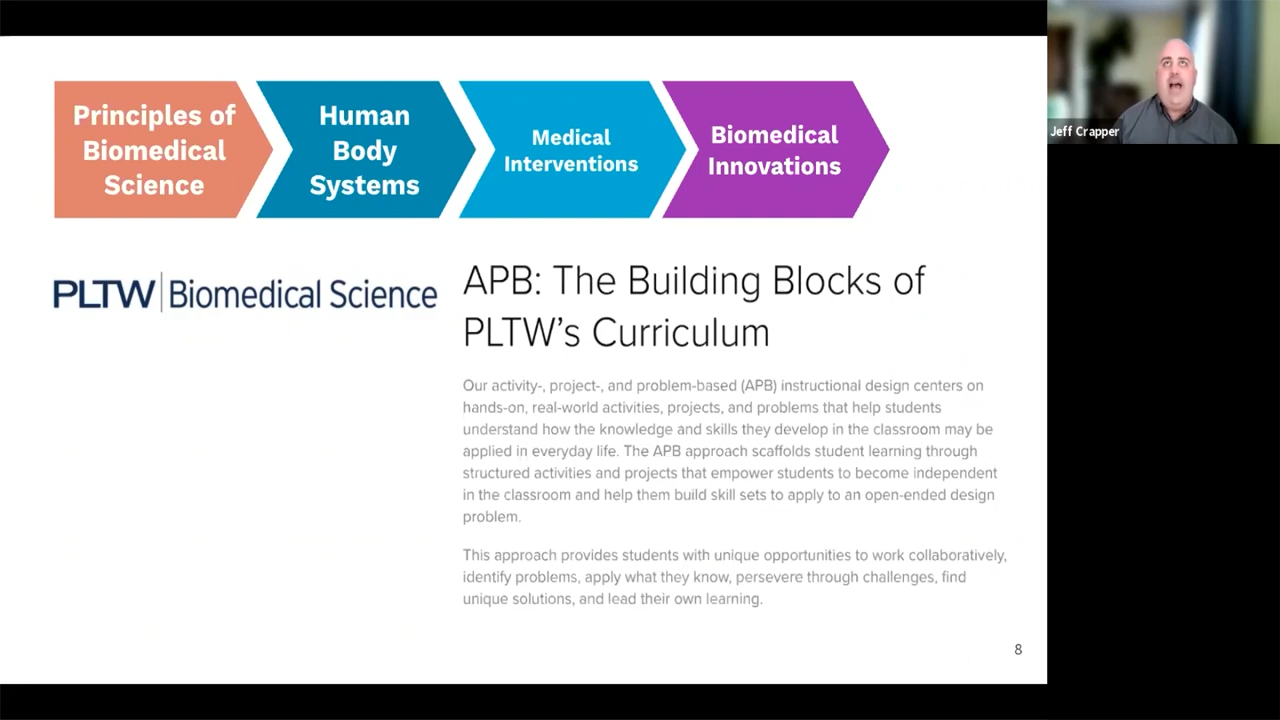 Principles of
Biomedical
Science
Human
Body
Systems
Medical
Interventions
Biomedical
Innovations
Jeff Crapper
PLTW | Biomedical Science
APB: The Building Blocks of
PLTW’s Curriculum
Our activity-, project-, and problem-based (APB) instructional design centers on
hands-on, real-world activities, projects, and problems that help students
understand how the knowledge and skills they develop in the classroom may be
applied in everyday life. The APB approach scaffolds student learning through
structured activities and projects that empower students to become independent
in the classroom and help them build skill sets to apply to an open-ended design
problem.
This approach provides students with unique opportunities to work collaboratively,
identify problems, apply what they know, persevere through challenges, find
unique solutions, and lead their own learning.
8